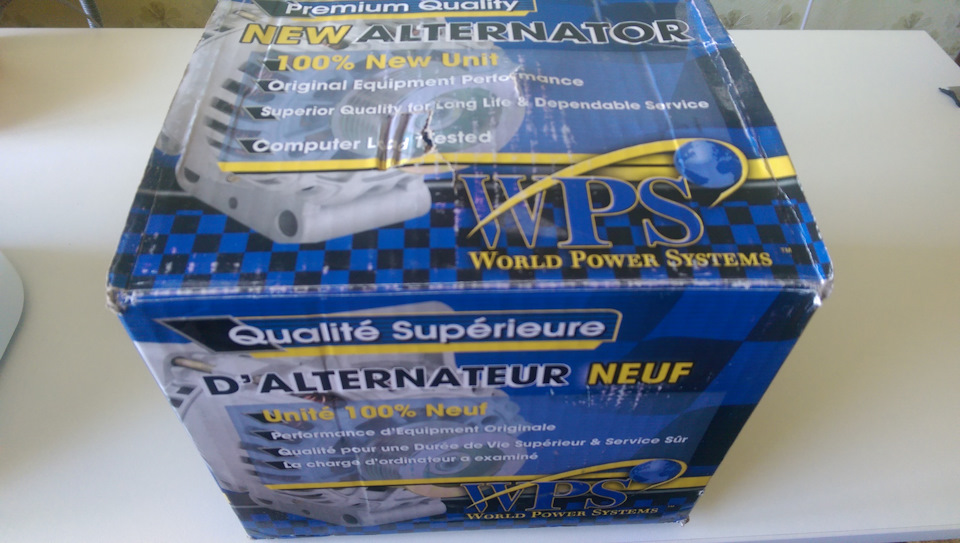 Premium Quality
NEW ALTERNATOR
100% New Unit
Original Equipment Performance
Superior Quality for Long Life & Dependable Service
Computer Load Tested
WPS
WORLD POWER SYSTEMS™
Qualité Supérieure
D'ALTERNATEUR NEUF
Unité 100% Neuf
Performance d'Equipment Originale
Qualité pour une Durée de Vie Supérieur & Service Sûr
La charge d'ordinateur a examiné
WPS
WORLD POWER SYSTEMS™